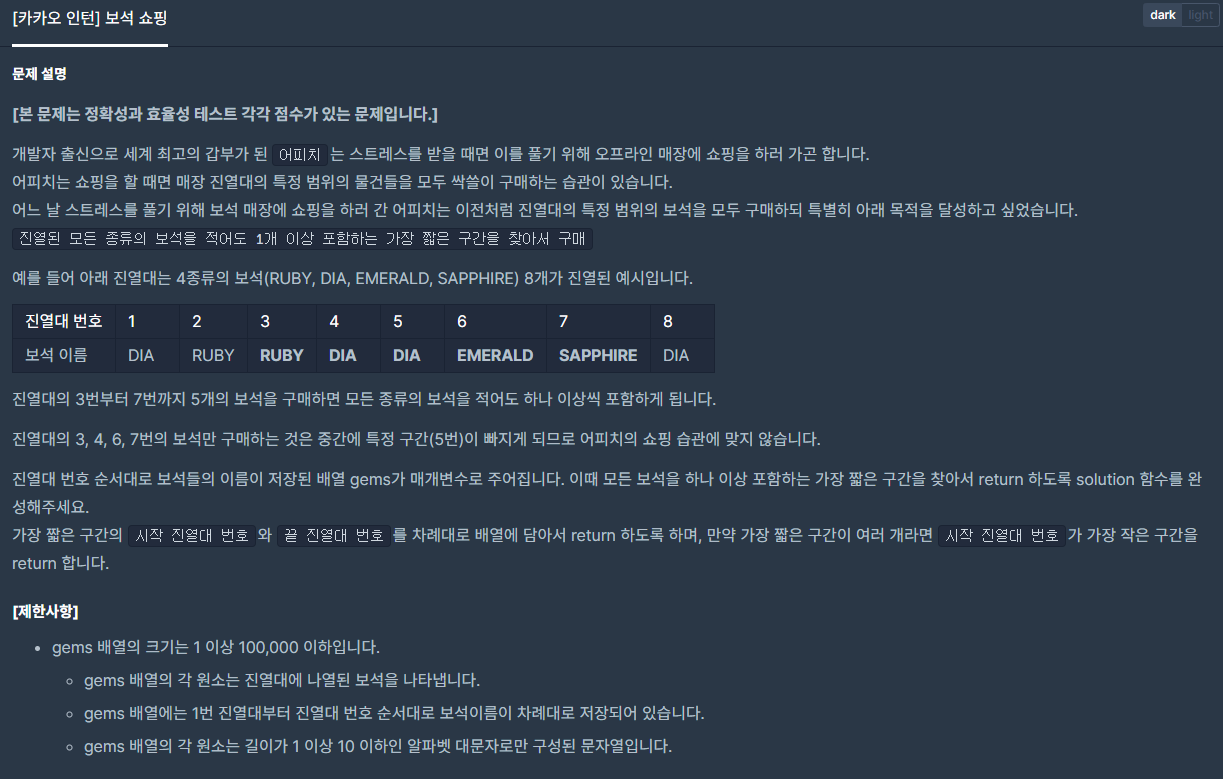 [카카오 인턴] 보석 쇼핑
dark light
문제 설명
[본 문제는 정확성과 효율성 테스트 각각 점수가 있는 문제입니다.]
개발자 출신으로 세계 최고의 갑부가 된 어피치 는 스트레스를 받을 때면 이를 풀기 위해 오프라인 매장에 쇼핑을 하러 가곤 합니다.
어피치는 쇼핑을 할 때면 매장 진열대의 특정 범위의 물건들을 모두 싹쓸이 구매하는 습관이 있습니다.
어느 날 스트레스를 풀기 위해 보석 매장에 쇼핑을 하러 간 어피치는 이전처럼 진열대의 특정 범위의 보석을 모두 구매하되 특별히 아래 목적을 달성하고 싶었습니다.
진열된 모든 종류의 보석을 적어도 1개 이상 포함하는 가장 짧은 구간을 찾아서 구매
예를 들어 아래 진열대는 4종류의 보석(RUBY, DIA, EMERALD, SAPPHIRE) 8개가 진열된 예시입니다.
진열대 번호 1 2 3 4 5 6 7 8
보석 이름 DIA RUBY RUBY DIA DIA EMERALD SAPPHIRE DIA
진열대의 3번부터 7번까지 5개의 보석을 구매하면 모든 종류의 보석을 적어도 하나 이상씩 포함하게 됩니다.
진열대의 3, 4, 6, 7번의 보석만 구매하는 것은 중간에 특정 구간(5번)이 빠지게 되므로 어피치의 쇼핑 습관에 맞지 않습니다.
진열대 번호 순서대로 보석들의 이름이 저장된 배열 gems가 매개변수로 주어집니다. 이때 모든 보석을 하나 이상 포함하는 가장 짧은 구간을 찾아서 return 하도록 solution 함수를 완
성해주세요.
가장 짧은 구간의 시작 진열대 번호 와 끝 진열대 번호 를 차례대로 배열에 담아서 return 하도록 하며, 만약 가장 짧은 구간이 여러 개라면 시작 진열대 번호 가 가장 작은 구간을
return 합니다.
[제한사항]
• gems 배열의 크기는 1 이상 100,000 이하입니다.
◦ gems 배열의 각 원소는 진열대에 나열된 보석을 나타냅니다.
◦ gems 배열에는 1번 진열대부터 진열대 번호 순서대로 보석이름이 차례대로 저장되어 있습니다.
◦ gems 배열의 각 원소는 길이가 1 이상 10 이하인 알파벳 대문자로만 구성된 문자열입니다.